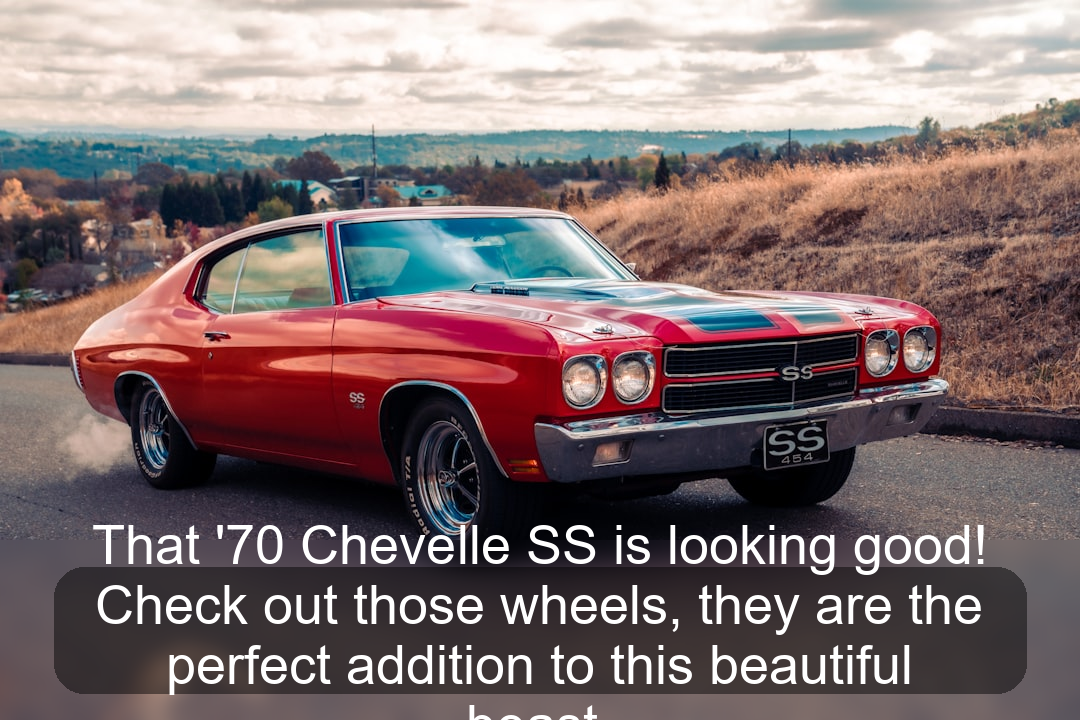 SS
SS
454
Radial T/A
That '70 Chevelle SS is looking good!
Check out those wheels, they are the
perfect addition to this beautiful